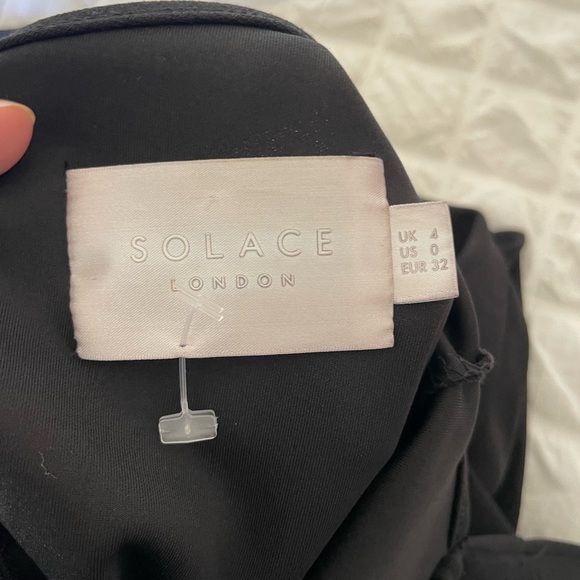 SOLACE
LONDON
UK 4
US 0
EUR 32